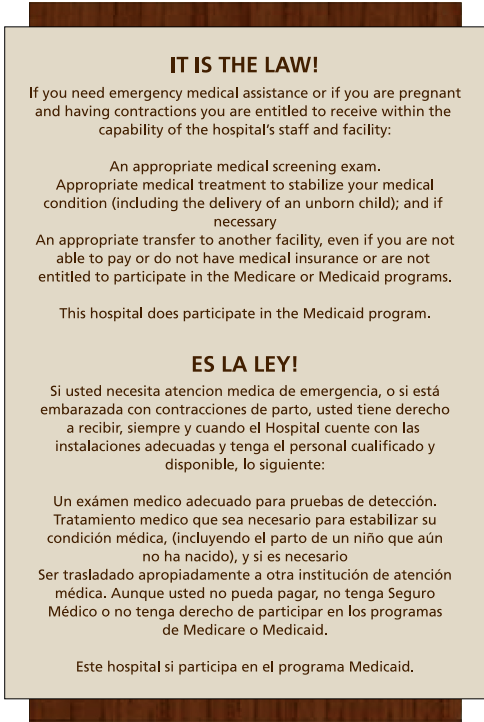 IT IS THE LAW!
If you need emergency medical assistance or if you are pregnant
and having contractions you are entitled to receive within the
capability of the hospital's staff and facility:
An appropriate medical screening exam.
Appropriate medical treatment to stabilize your medical
condition (including the delivery of an unborn child); and if
necessary
An appropriate transfer to another facility, even if you are not
able to pay or do not have medical insurance or are not
entitled to participate in the Medicare or Medicaid programs.
This hospital does participate in the Medicaid program.
ES LA LEY!
Si usted necesita atencion medica de emergencia, o si está
embarazada con contracciones de parto, usted tiene derecho
a recibir, siempre y cuando el Hospital cuente con las
instalaciones adecuadas y tenga el personal cualificado y
disponible, lo siguiente:
Un exámen medico adecuado para pruebas de detección.
Tratamiento medico que sea necesario para estabilizar su
condición médica, (incluyendo el parto de un niño que aún
no ha nacido), y si es necesario
Ser trasladado apropiadamente a otra institución de atención
médica. Aunque usted no pueda pagar, no tenga Seguro
Médico o no tenga derecho de participar en los programas
de Medicare o Medicaid.
Este hospital si participa en el programa Medicaid.